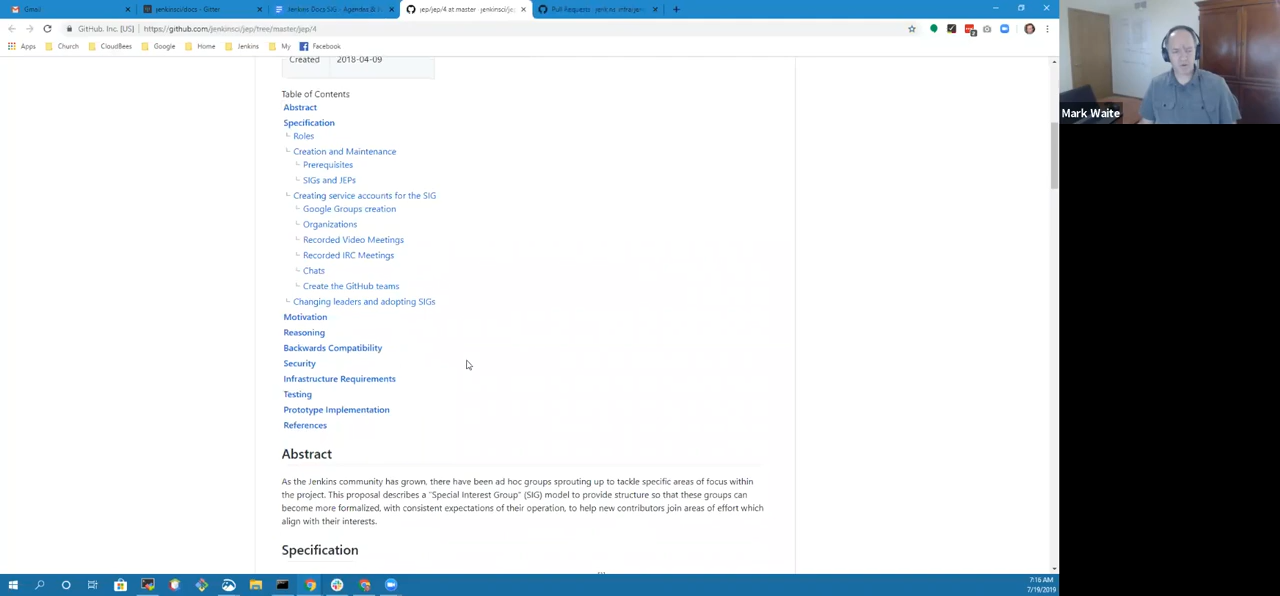 Gmail
jenkinsci/docs - Gitter
Jenkins Docs SIG - Agendas &
jep/jep/4 at master · jenkinsci/je
Pull Requests · jenkins-infra/jen
GitHub, Inc. [US]
https://github.com/jenkinsci/jep/tree/master/jep/4
Apps
Church
CloudBees
Google
Home
Jenkins
My
Facebook
Created 2018-04-09
Table of Contents
Abstract
Specification
Roles
Creation and Maintenance
Prerequisites
SIGs and JEPs
Creating service accounts for the SIG
Google Groups creation
Organizations
Recorded Video Meetings
Recorded IRC Meetings
Chats
Create the GitHub teams
Changing leaders and adopting SIGs
Motivation
Reasoning
Backwards Compatibility
Security
Infrastructure Requirements
Testing
Prototype Implementation
References
Abstract
As the Jenkins community has grown, there have been ad hoc groups sprouting up to tackle specific areas of focus within
the project. This proposal describes a "Special Interest Group" (SIG) model to provide structure so that these groups can
become more formalized, with consistent expectations of their operation, to help new contributors join areas of effort which
align with their interests.
Specification
Mark Waite
7:16 AM
7/19/2019